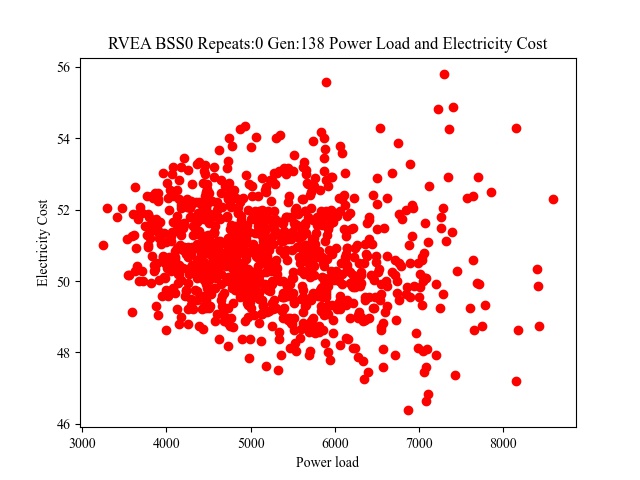 RVEA BSS0 Repeats:0 Gen:138 Power Load and Electricity Cost
56
54
52
50
48
46
Electricity Cost
3000 4000 5000 6000 7000 8000
Power load